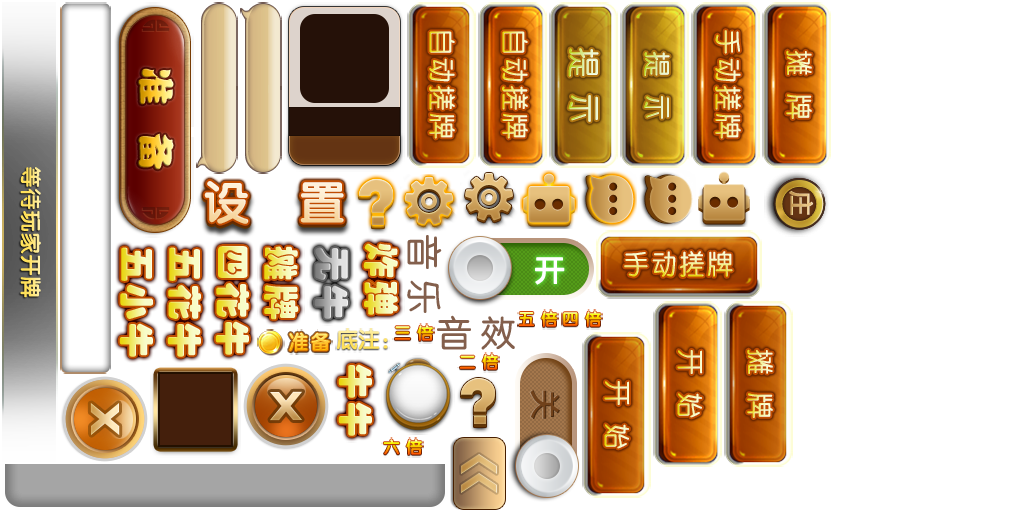 等待玩家开牌
准备
自动搓牌
自动搓牌
提示
提示
手动搓牌
摊牌
设置
庄
五小牛
五花牛
四花牛
摊牌
无牛
炸弹
音乐
开
手动搓牌
准备
底注:
三倍
音效
五倍四倍
二倍
牛牛
六倍
关
开始
开始
摊牌
?
?